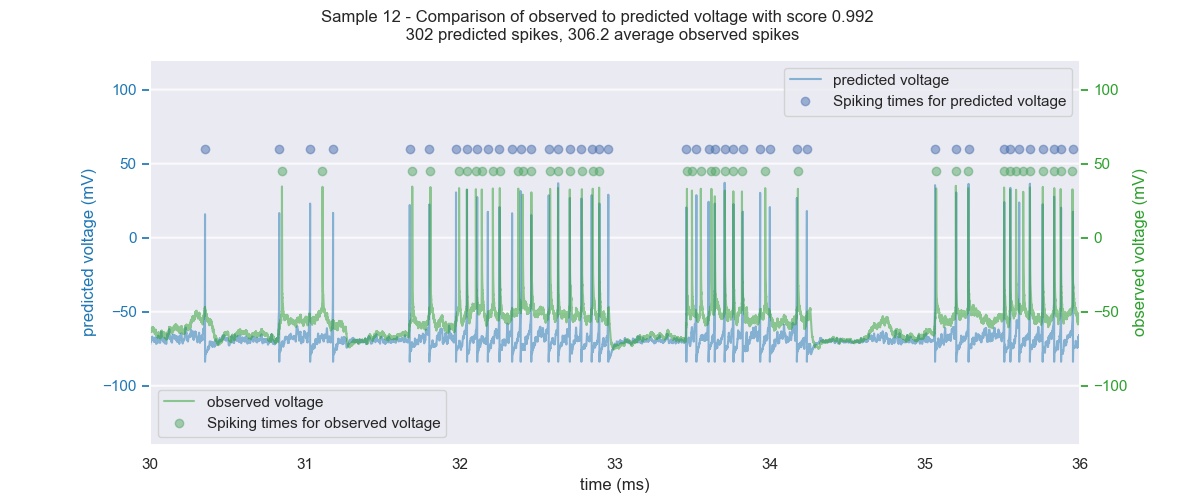 Sample 12 - Comparison of observed to predicted voltage with score 0.992
302 predicted spikes, 306.2 average observed spikes
predicted voltage
Spiking times for predicted voltage
100
50
0
−50
−100
predicted voltage (mV)
100
50
0
−50
−100
observed voltage (mV)
observed voltage
Spiking times for observed voltage
30 31 32 33 34 35 36
time (ms)